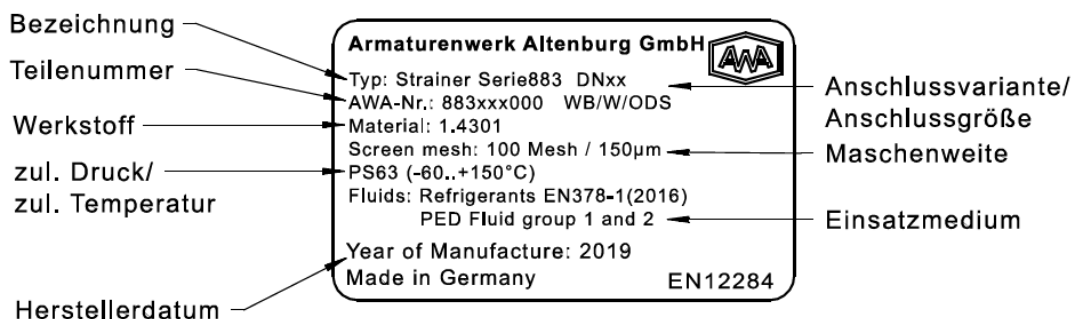 Bezeichnung
Teilenummer
Werkstoff
zul. Druck/
zul. Temperatur
Herstellerdatum
Armaturenwerk Altenburg GmbH
AWA
Typ: Strainer Serie883 DNxx
AWA-Nr.: 883xxx000 WB/W/ODS
Material: 1.4301
Screen mesh: 100 Mesh / 150µm
PS63 (-60..+150°C)
Fluids: Refrigerants EN378-1(2016)
PED Fluid group 1 and 2
Year of Manufacture: 2019
Made in Germany EN12284
Anschlussvariante/
Anschlussgröße
Maschenweite
Einsatzmedium